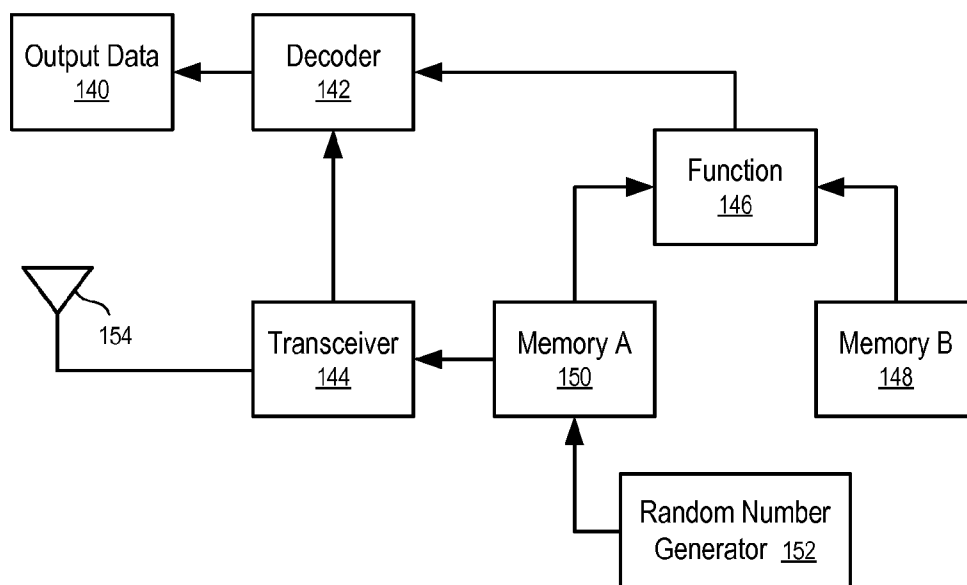 Output Data
140
Decoder
142
Function
146
154
Transceiver
144
Memory A
150
Memory B
148
Random Number
Generator 152